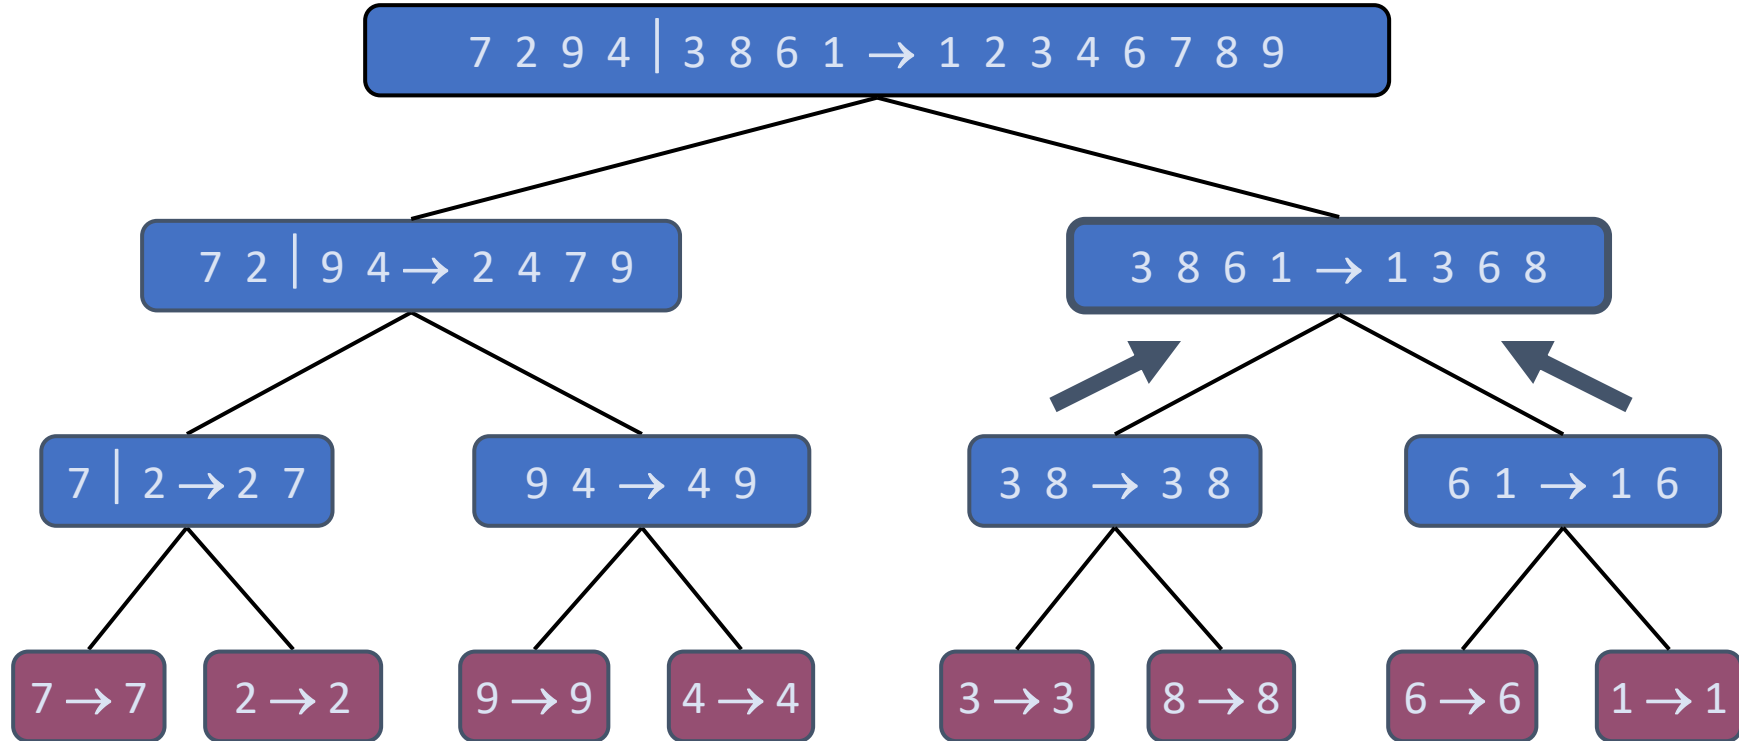 7 2 9 4 | 3 8 6 1 → 1 2 3 4 6 7 8 9
7 2 | 9 4 → 2 4 7 9
3 8 6 1 → 1 3 6 8
7 | 2 → 2 7
9 4 → 4 9
3 8 → 3 8
6 1 → 1 6
7 → 7
2 → 2
9 → 9
4 → 4
3 → 3
8 → 8
6 → 6
1 → 1